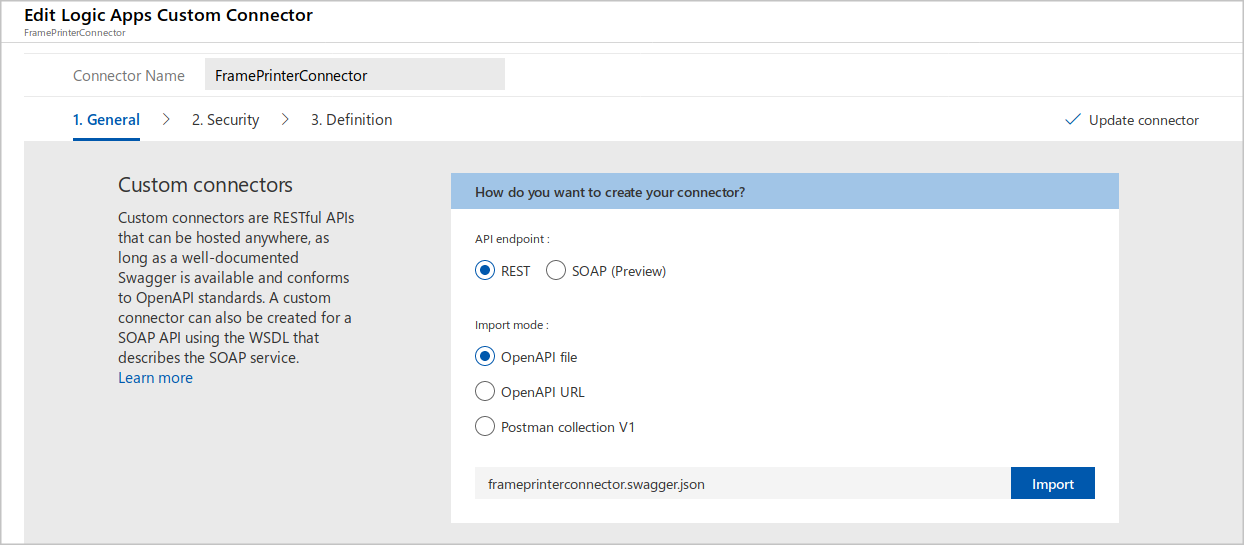 Edit Logic Apps Custom Connector
FramePrinterConnector
Connector Name FramePrinterConnector
1. General 2. Security 3. Definition Update connector
Custom connectors
Custom connectors are RESTful APIs
that can be hosted anywhere, as
long as a well-documented
Swagger is available and conforms
to OpenAPI standards. A custom
connector can also be created for a
SOAP API using the WSDL that
describes the SOAP service.
Learn more
How do you want to create your connector?
API endpoint :
REST SOAP (Preview)
Import mode :
OpenAPI file
OpenAPI URL
Postman collection V1
frameprinterconnector.swagger.json Import